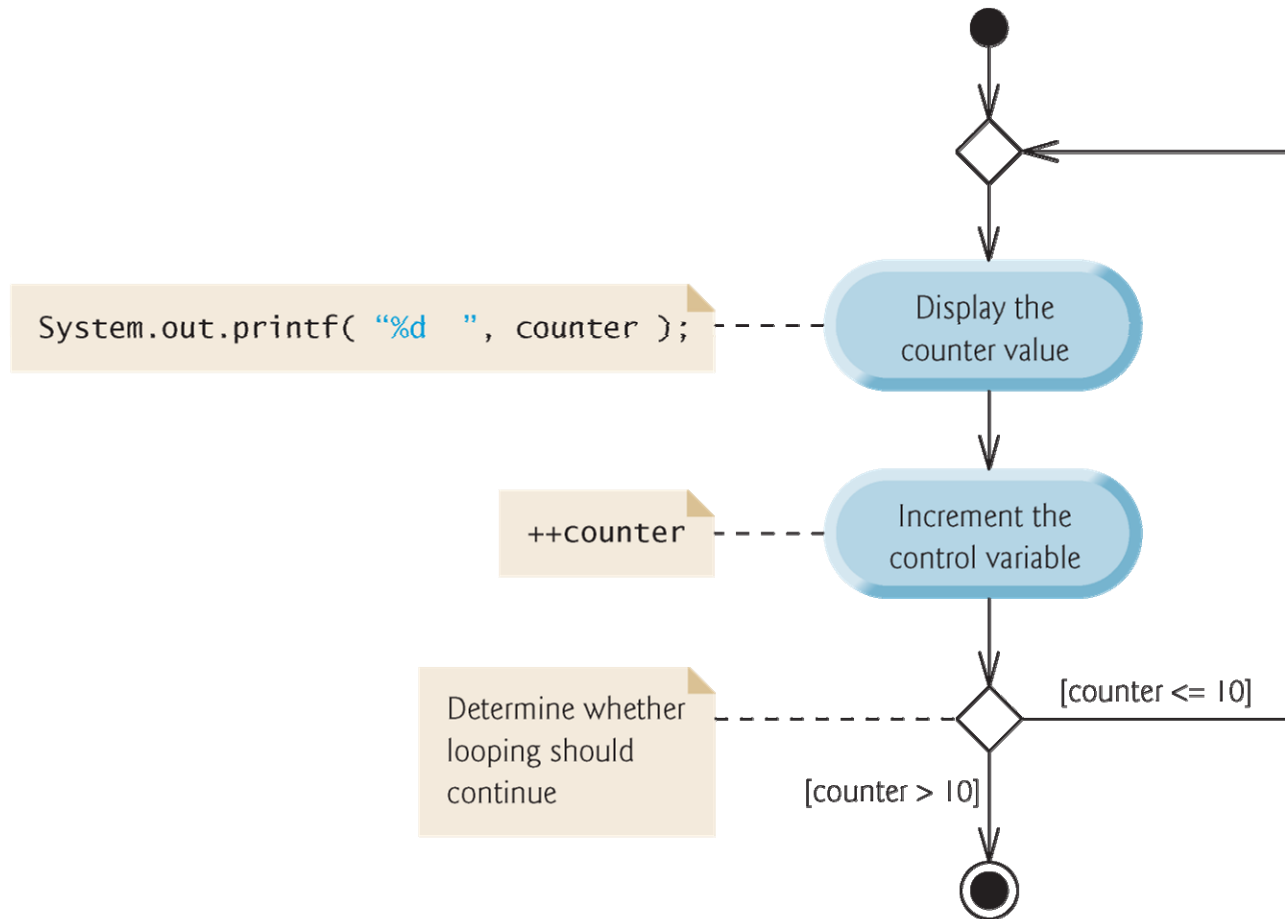 System.out.printf( “%d  ”, counter );
Display the
counter value
++counter
Increment the
control variable
Determine whether
looping should
continue
[counter <= 10]
[counter > 10]